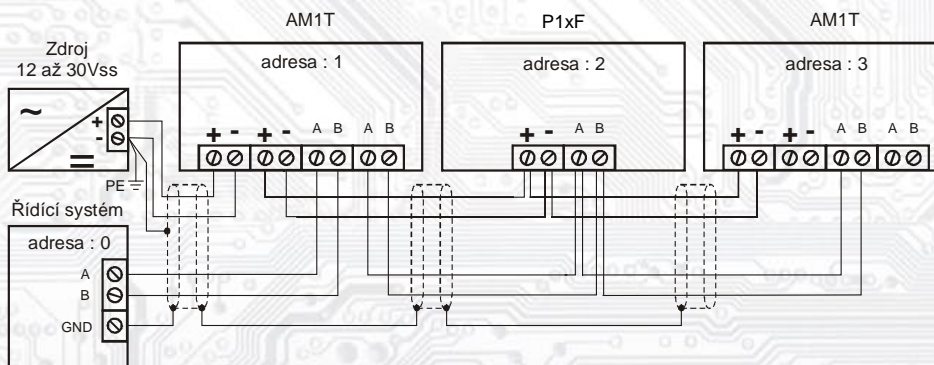 AM1T
P1xF
AM1T
Zdroj
12 až 30Vss
adresa : 1
adresa : 2
adresa : 3
~
+
-
=
+ - + - A B A B
+ - A B
+ - + - A B A B
PE
Řídící systém
adresa : 0
A
B
GND